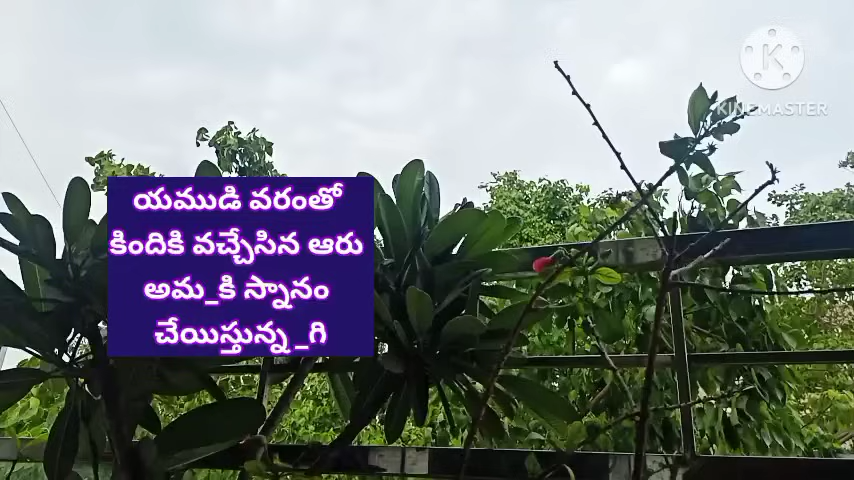 యముడి వరంతో
కిందికి వచ్చేసిన ఆరు
అమ_కి స్నానం
చేయిస్తున్న_గి
KINEMASTER